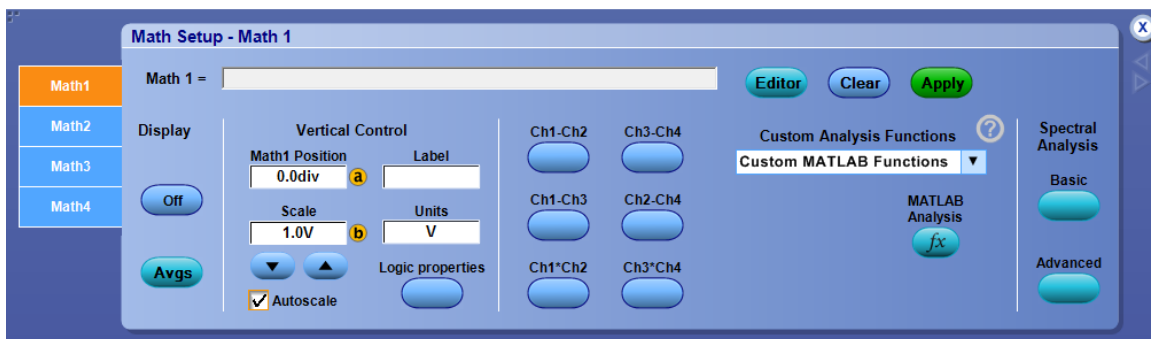 Math Setup - Math 1
X
Math1
Math2
Math3
Math4
Math 1 =
Editor
Clear
Apply
Display
Off
Avgs
Vertical Control
Math1 Position
0.0div
a
Label
Scale
1.0V
b
Units
V
Autoscale
Logic properties
Ch1-Ch2
Ch3-Ch4
Ch1-Ch3
Ch2-Ch4
Ch1*Ch2
Ch3*Ch4
Custom Analysis Functions
?
Custom MATLAB Functions
MATLAB
Analysis
fx
Spectral
Analysis
Basic
Advanced